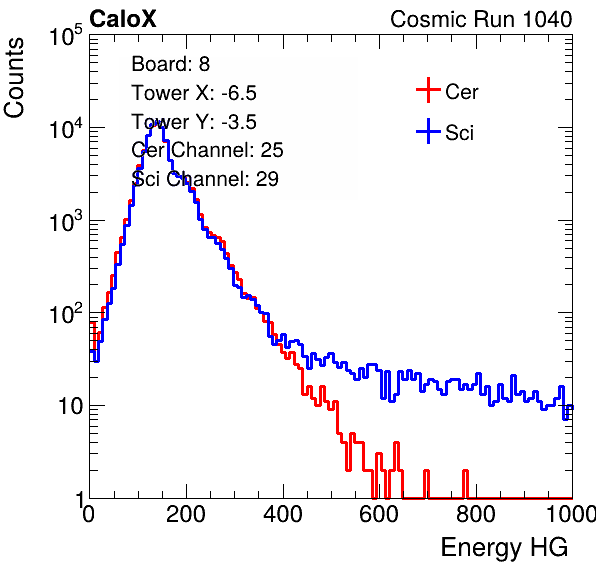 CaloX Cosmic Run 1040
Counts
Board: 8
Tower X: -6.5
Tower Y: -3.5
Cer Channel: 25
Sci Channel: 29
Cer
Sci
10^5
10^4
10^3
10^2
10
1
0 200 400 600 800 1000
Energy HG